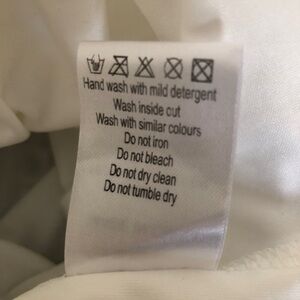 Hand wash with mild detergent
Wash inside out
Wash with similar colours
Do not iron
Do not bleach
Do not dry clean
Do not tumble dry